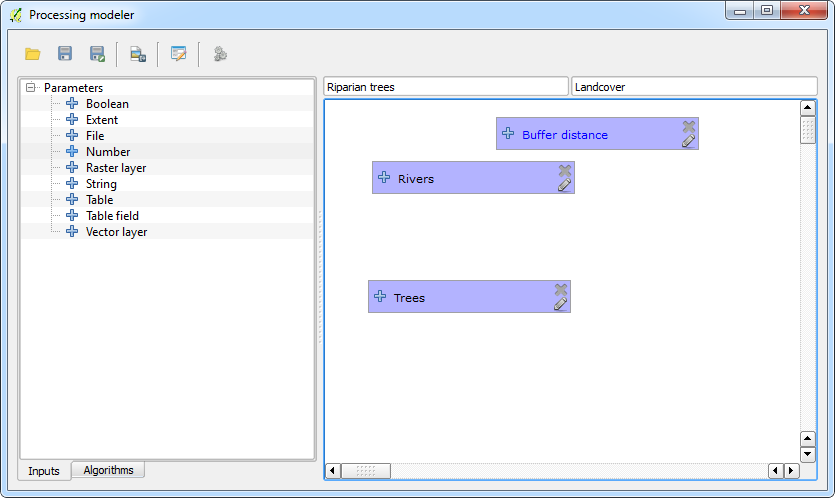 Processing modeler
Parameters
Boolean
Extent
File
Number
Raster layer
String
Table
Table field
Vector layer
Inputs
Algorithms
Riparian trees
Landcover
Buffer distance
Rivers
Trees